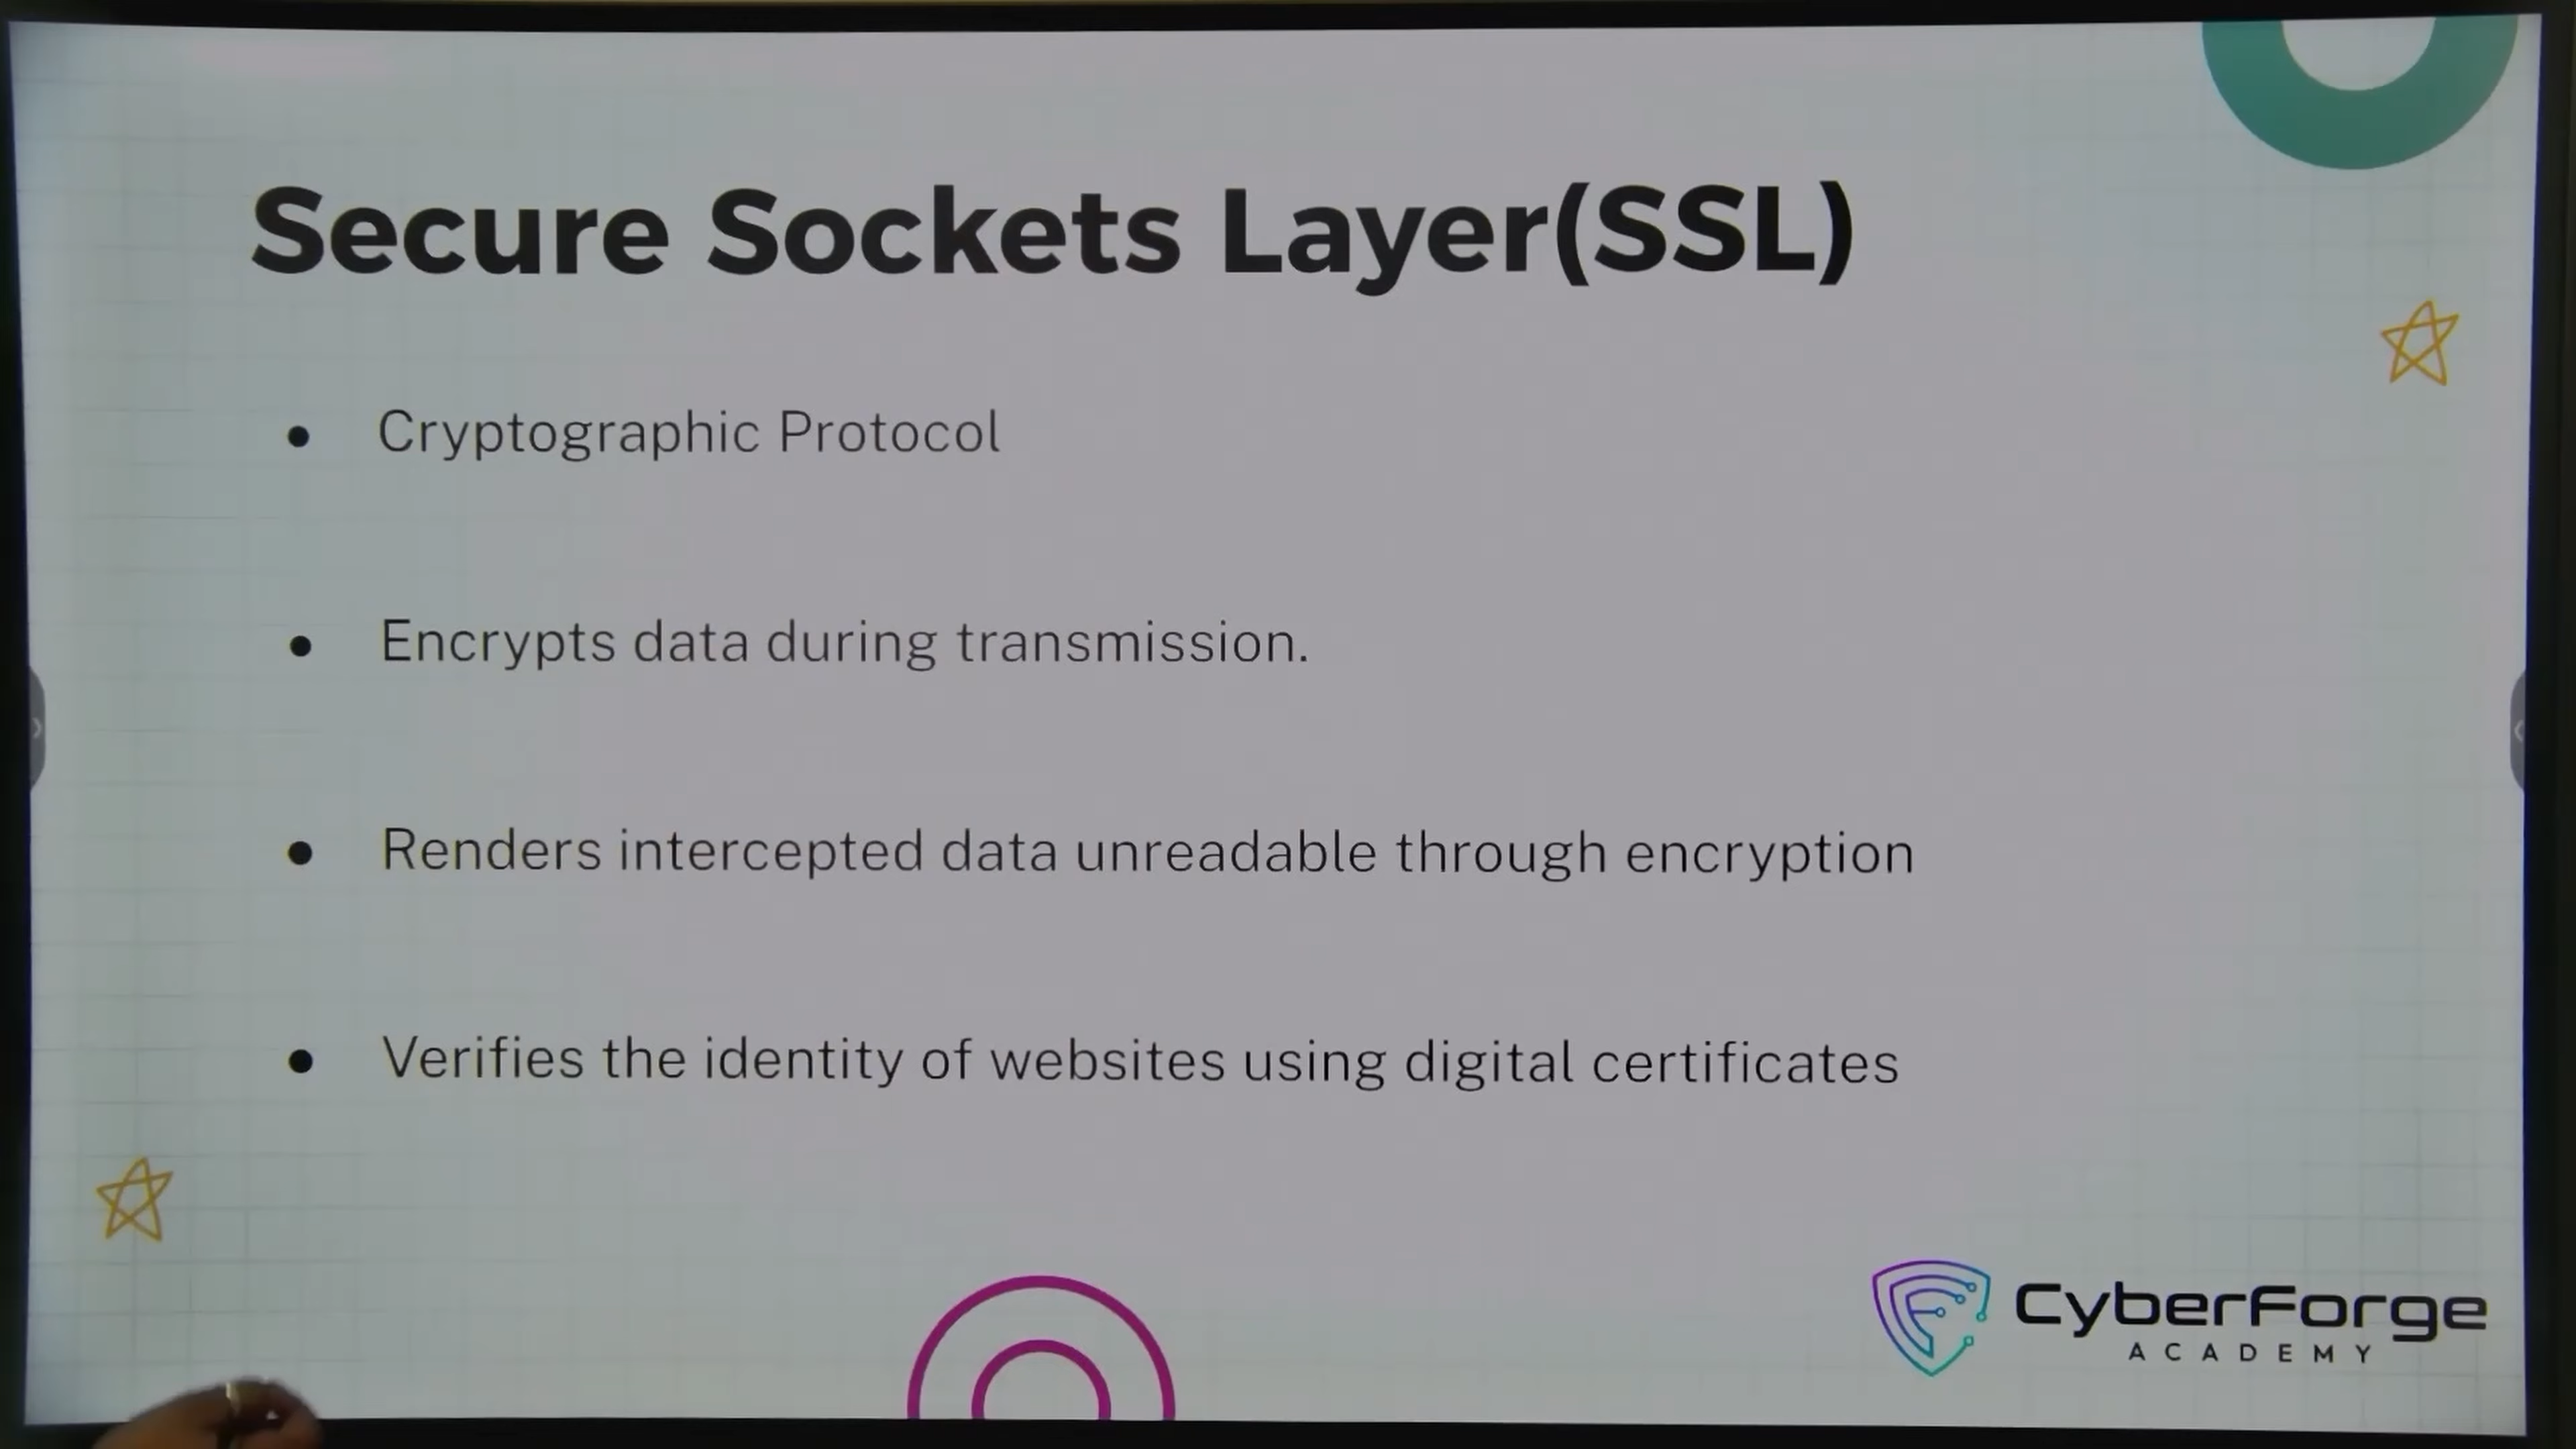 Secure Sockets Layer(SSL)
• Cryptographic Protocol
• Encrypts data during transmission.
• Renders intercepted data unreadable through encryption
• Verifies the identity of websites using digital certificates
CyberForge
ACADEMY